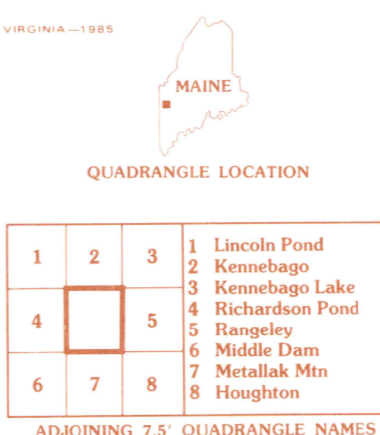 VIRGINIA—1985
MAINE
QUADRANGLE LOCATION
1 2 3
4 5
6 7 8
1 Lincoln Pond
2 Kennebago
3 Kennebago Lake
4 Richardson Pond
5 Rangeley
6 Middle Dam
7 Metallak Mtn
8 Houghton
ADJOINING 7.5' QUADRANGLE NAMES